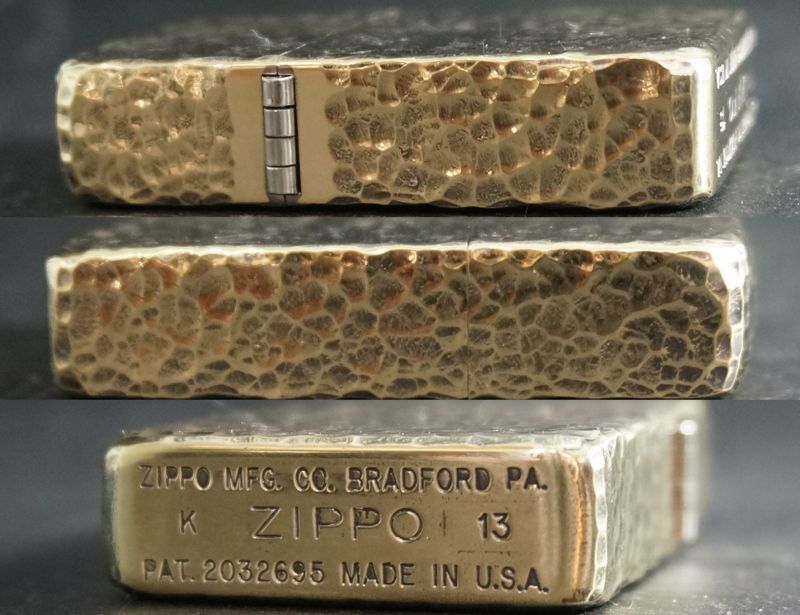 ZIPPO MFG. CO. BRADFORD PA.
K ZIPPO 13
PAT. 2032695 MADE IN U.S.A.